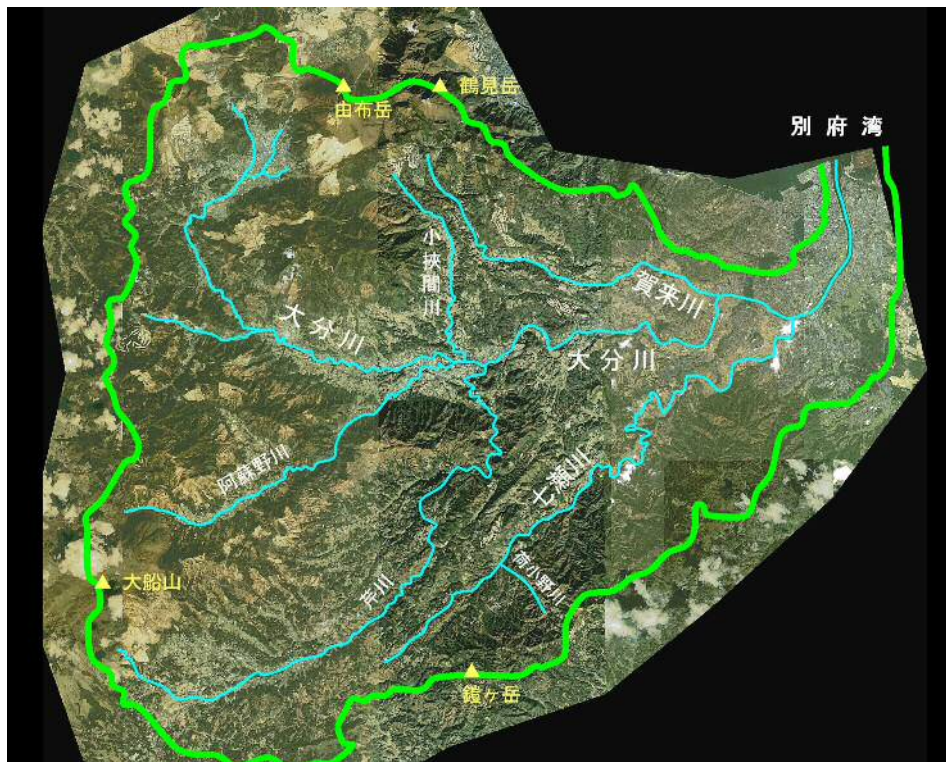 鶴見岳
由布岳
別府湾
小挾間川
賀来川
大分川
大分川
阿蘇野川
七瀬川
大船山
芹川
荷小野川
鎧ヶ岳